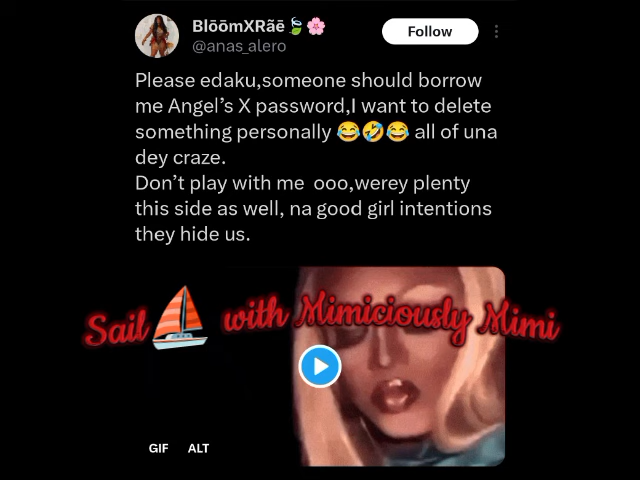 BlōōmXRãē🍃🌸
@anas_alero
Follow
Please edaku,someone should borrow
me Angel’s X password,I want to delete
something personally 😂🤣😂 all of una
dey craze.
Don’t play with me  ooo,werey plenty
this side as well, na good girl intentions
they hide us.
Sail⛵ with Mimiciously Mimi
GIF ALT